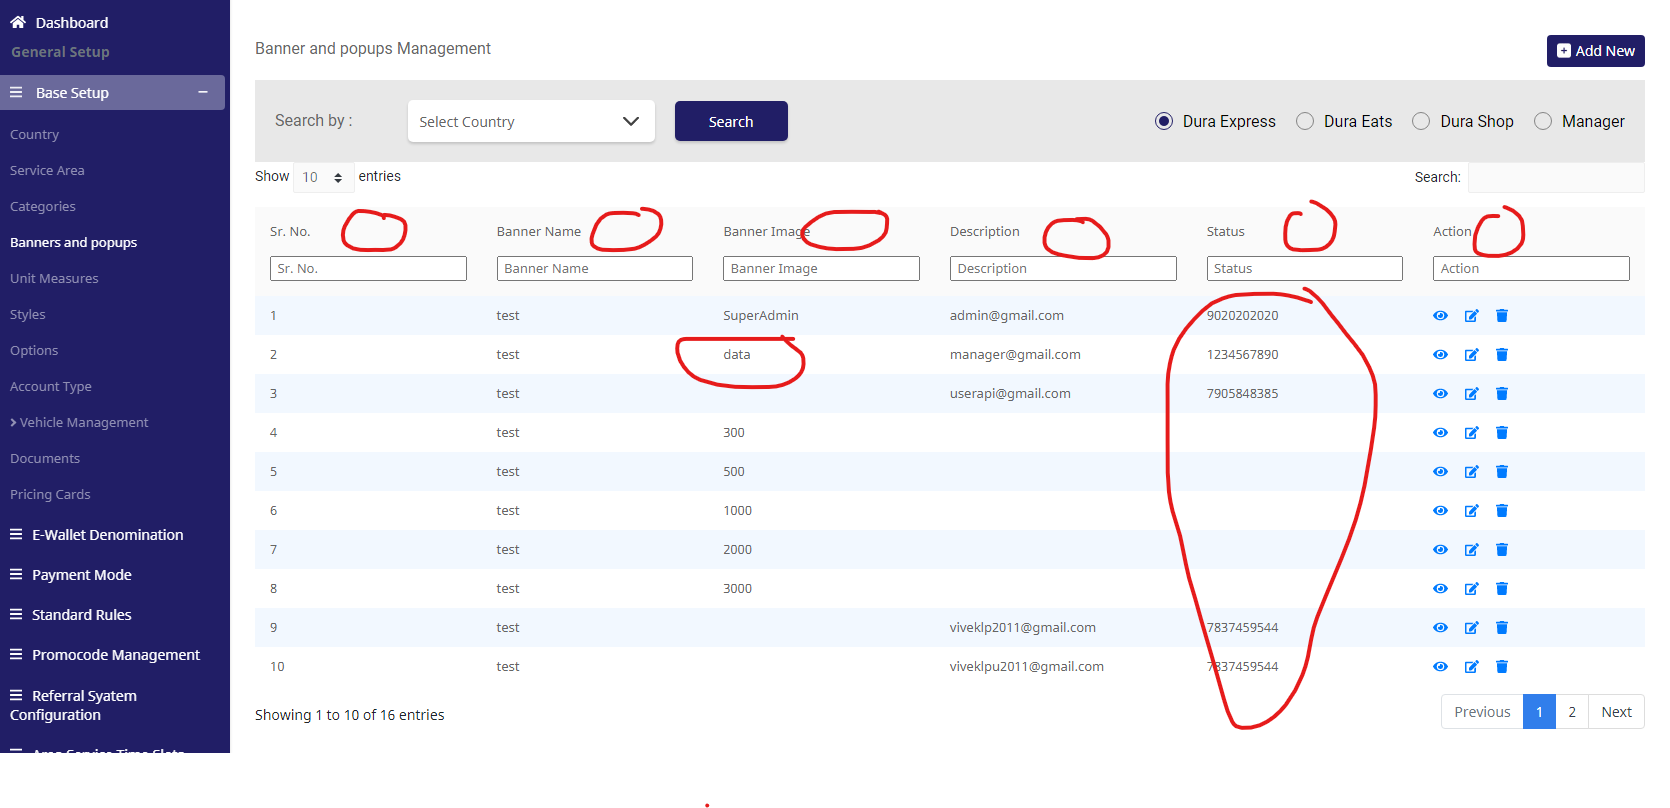 Dashboard
General Setup
Base Setup
Country
Service Area
Categories
Banners and popups
Unit Measures
Styles
Options
Account Type
Vehicle Management
Documents
Pricing Cards
E-Wallet Denomination
Payment Mode
Standard Rules
Promocode Management
Referral Syatem
Configuration
Area Service Time Slots
Banner and popups Management
Add New
Search by : Select Country Search Dura Express Dura Eats Dura Shop Manager
Show 10 entries Search:
Sr. No. Banner Name Banner Image Description Status Action
Sr. No. Banner Name Banner Image Description Status Action
1 test SuperAdmin admin@gmail.com 9020202020
2 test data manager@gmail.com 1234567890
3 test userapi@gmail.com 7905848385
4 test 300
5 test 500
6 test 1000
7 test 2000
8 test 3000
9 test viveklp2011@gmail.com 7837459544
10 test viveklpu2011@gmail.com 7837459544
Showing 1 to 10 of 16 entries Previous 1 2 Next